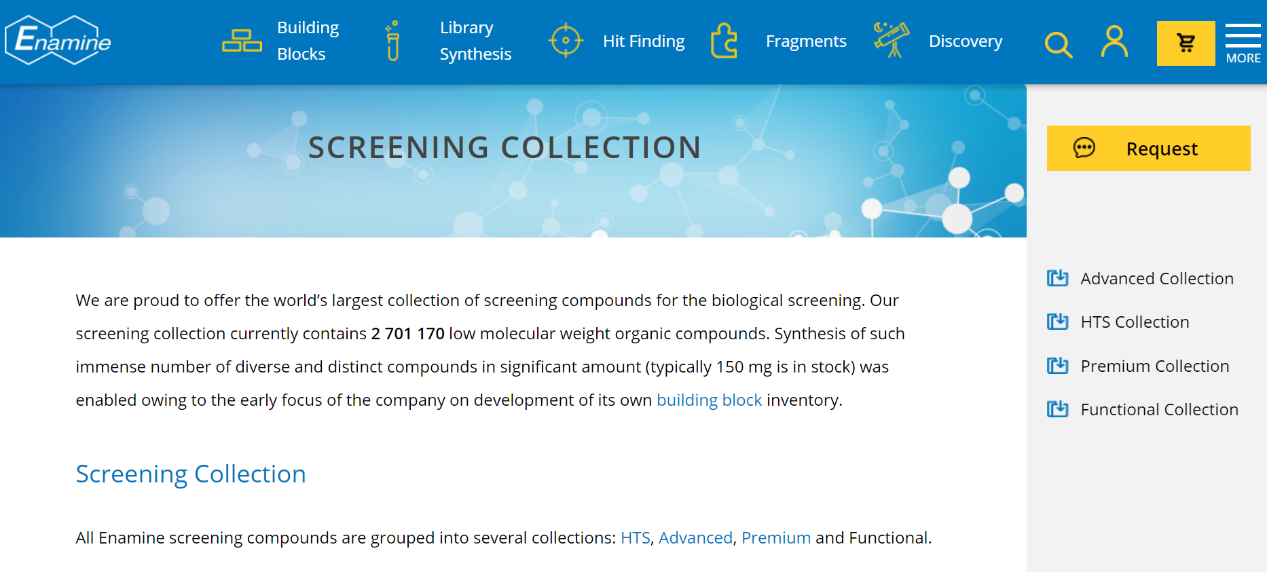 Enamine
Building
Blocks
Library
Synthesis
Hit Finding
Fragments
Discovery
MORE
SCREENING COLLECTION
Request
Advanced Collection
HTS Collection
Premium Collection
Functional Collection
We are proud to offer the world’s largest collection of screening compounds for the biological screening. Our
screening collection currently contains 2 701 170 low molecular weight organic compounds. Synthesis of such
immense number of diverse and distinct compounds in significant amount (typically 150 mg is in stock) was
enabled owing to the early focus of the company on development of its own building block inventory.
Screening Collection
All Enamine screening compounds are grouped into several collections: HTS, Advanced, Premium and Functional.